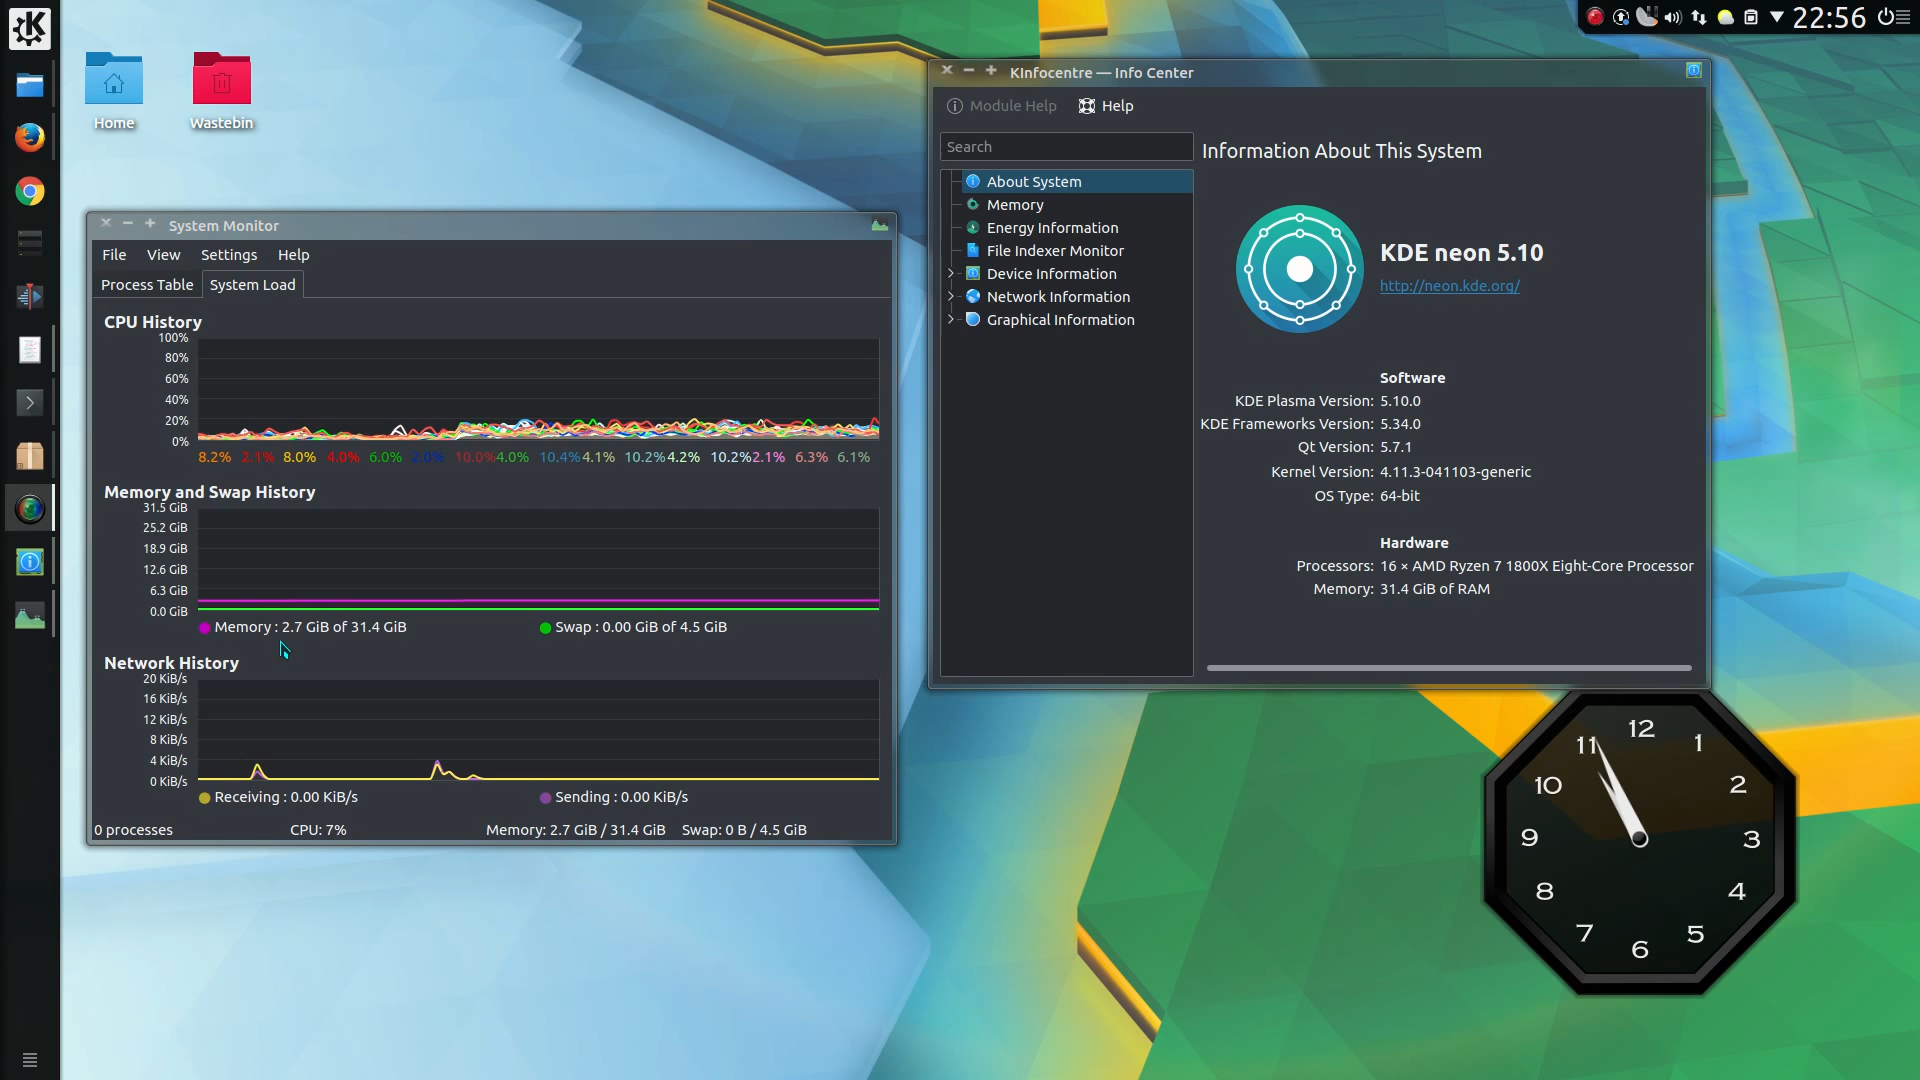 22:56
Home
Wastebin
System Monitor
File View Settings Help
Process Table System Load
CPU History
100%
80%
60%
40%
20%
0%
8.2% 2.1% 8.0% 4.0% 6.0% 2.0% 10.0% 4.0% 10.4% 4.1% 10.2% 4.2% 10.2% 2.1% 6.3% 6.1%
Memory and Swap History
31.5 GiB
25.2 GiB
18.9 GiB
12.6 GiB
6.3 GiB
0.0 GiB
Memory : 2.7 GiB of 31.4 GiB Swap : 0.00 GiB of 4.5 GiB
Network History
20 KiB/s
16 KiB/s
12 KiB/s
8 KiB/s
4 KiB/s
0 KiB/s
Receiving : 0.00 KiB/s Sending : 0.00 KiB/s
0 processes CPU: 7% Memory: 2.7 GiB / 31.4 GiB Swap: 0 B / 4.5 GiB
KInfocentre — Info Center
Module Help Help
Search
About System
Memory
Energy Information
File Indexer Monitor
Device Information
Network Information
Graphical Information
Information About This System
KDE neon 5.10
http://neon.kde.org/
Software
KDE Plasma Version: 5.10.0
KDE Frameworks Version: 5.34.0
Qt Version: 5.7.1
Kernel Version: 4.11.3-041103-generic
OS Type: 64-bit
Hardware
Processors: 16 × AMD Ryzen 7 1800X Eight-Core Processor
Memory: 31.4 GiB of RAM
12
1
2
3
4
5
6
7
8
9
10
11